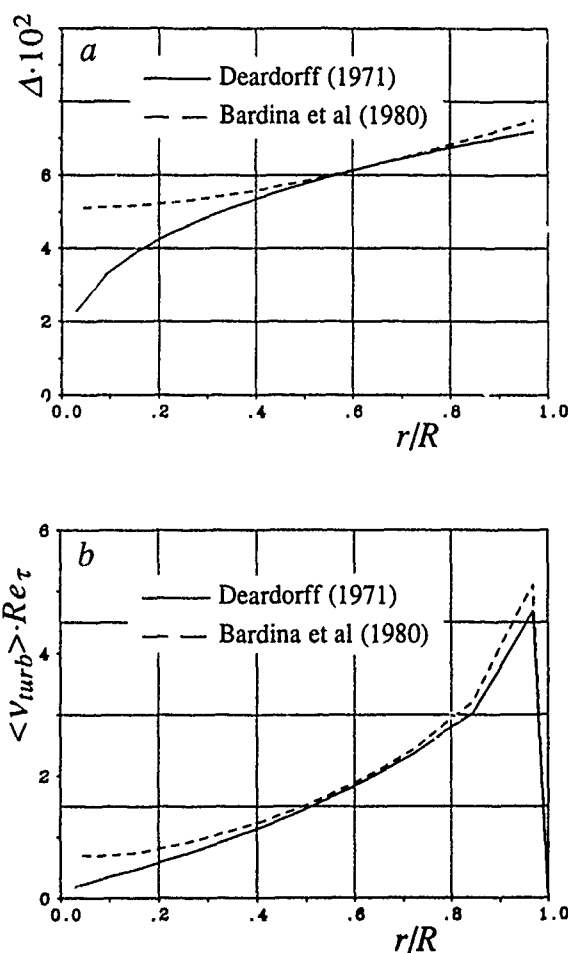 a
Δ·10²
Deardorff (1971)
Bardina et al (1980)
6
4
2
0
0.0 .2 .4 .6 .8 1.0
r/R
b
<ν_turb>·Re_τ
Deardorff (1971)
Bardina et al (1980)
6
4
2
0
0.0 .2 .4 .6 .8 1.0
r/R